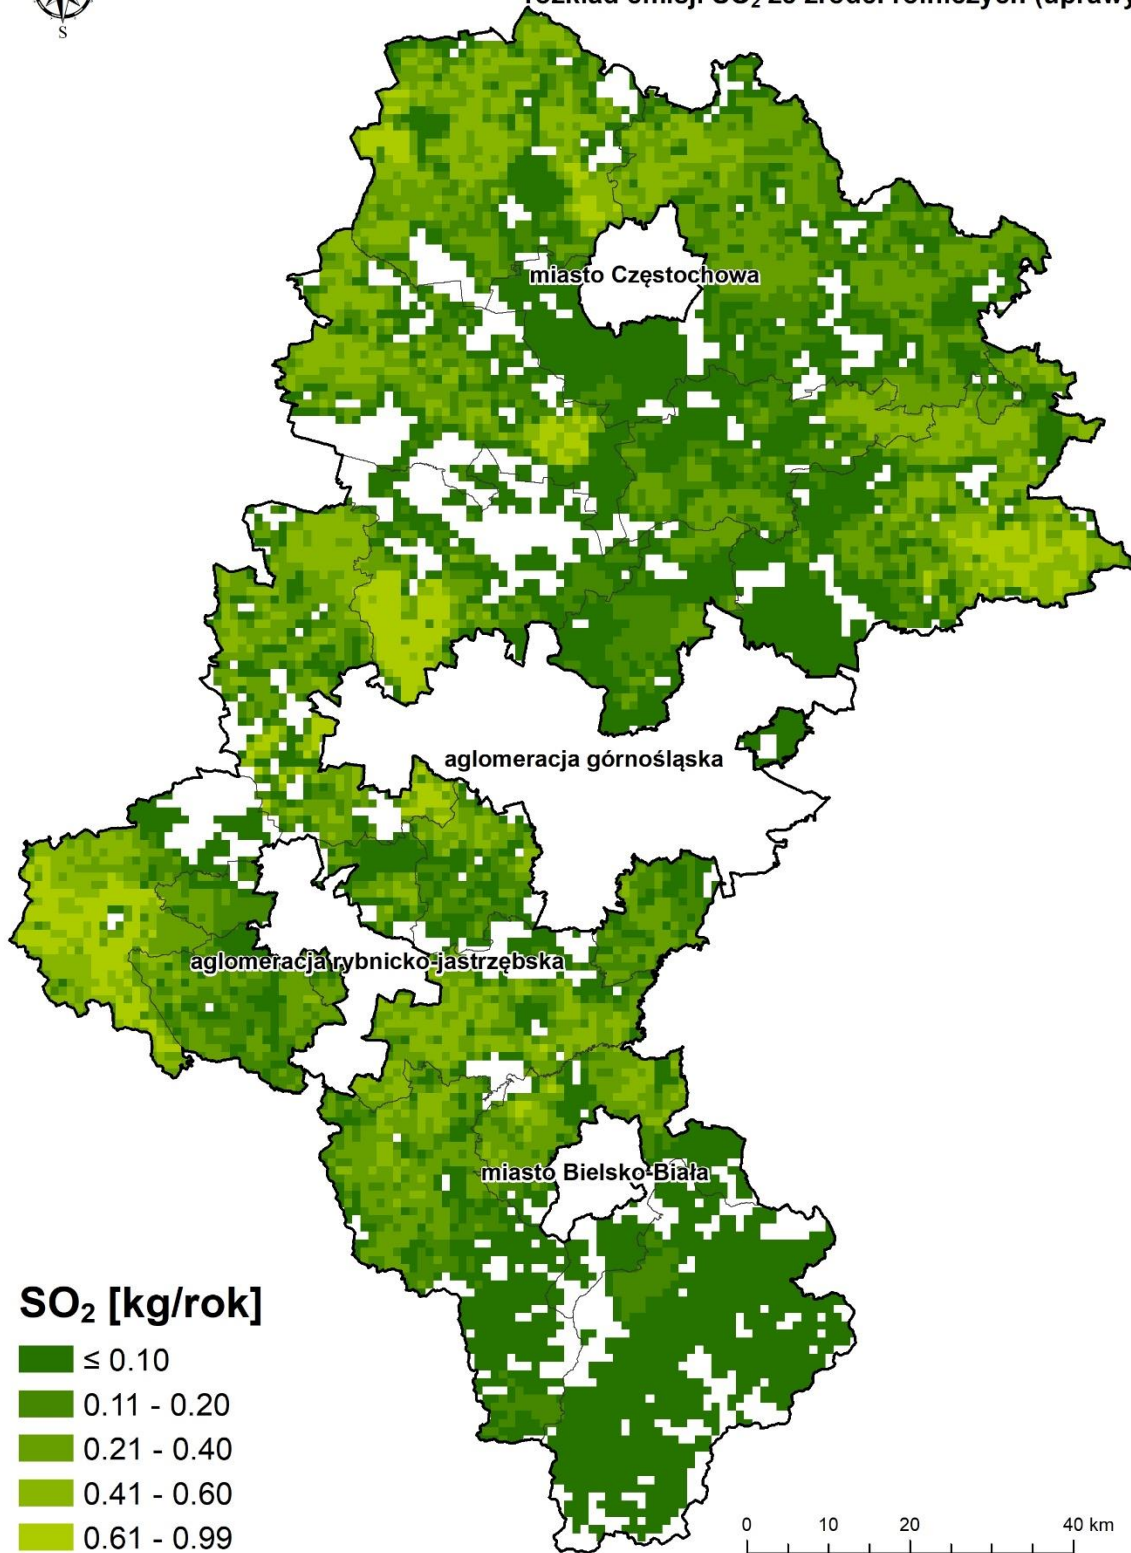 rozkład emisji SO₂ ze źródeł rolniczych (uprawy
S
miasto Częstochowa
aglomeracja górnośląska
aglomeracja rybnicko-jastrzębska
miasto Bielsko-Biała
SO₂ [kg/rok]
≤ 0.10
0.11 - 0.20
0.21 - 0.40
0.41 - 0.60
0.61 - 0.99
0 10 20 40 km